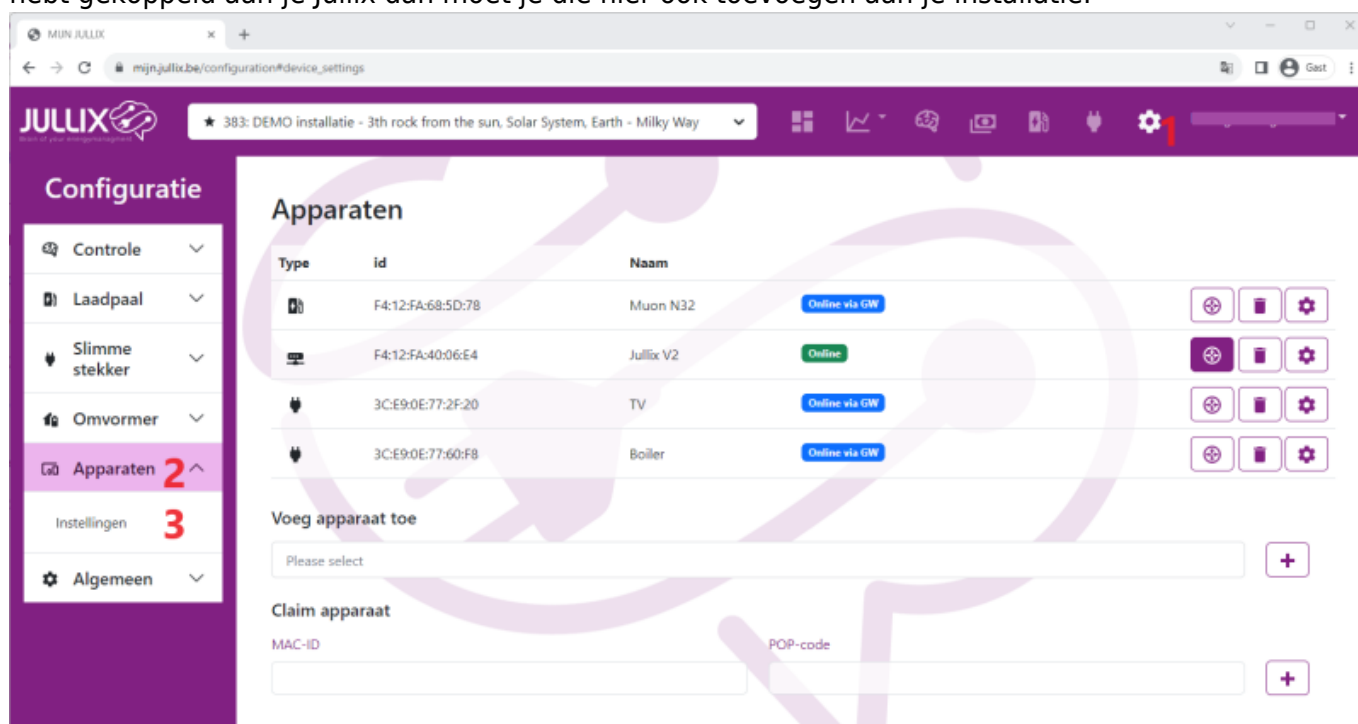 hebt gekoppeld aan je Jullix dan moet je die hier ook toevoegen aan je installatie.
MIJN JULLIX
mijn.jullix.be/configuration#device_settings
Gast
JULLIX
★ 383: DEMO installatie - 3th rock from the sun, Solar System, Earth - Milky Way
1
Configuratie
Controle
Laadpaal
Slimme stekker
Omvormer
Apparaten 2
Instellingen 3
Algemeen
Apparaten
Type id Naam
F4:12:FA:68:5D:78 Muon N32 Online via GW
F4:12:FA:40:06:E4 Jullix V2 Online
3C:E9:0E:77:2F:20 TV Online via GW
3C:E9:0E:77:60:F8 Boiler Online via GW
Voeg apparaat toe
Please select
+
Claim apparaat
MAC-ID POP-code
+